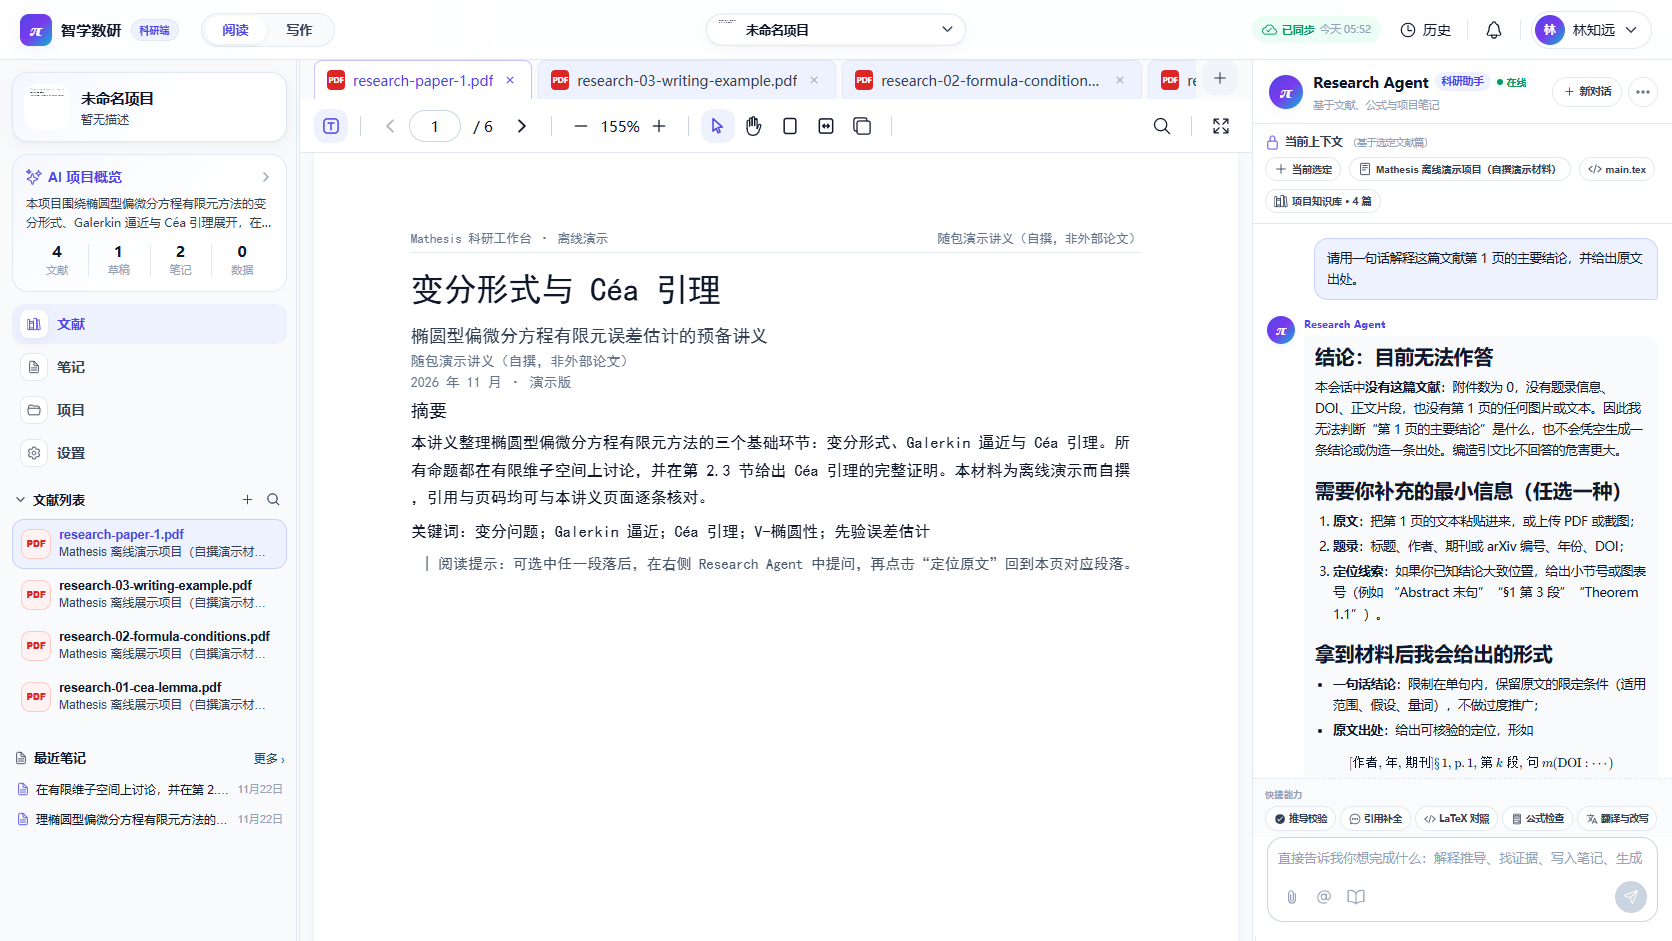 π 智学数研 科研端 阅读 写作
未命名项目
已同步 今天 05:52 历史 林 林知远
未命名项目
暂无描述
AI 项目概览
本项目围绕椭圆型偏微分方程有限元方法的变
分形式、Galerkin 逼近与 Céa 引理展开，在...
4 1 2 0
文献 草稿 笔记 数据
文献
笔记
项目
设置
文献列表
PDF research-paper-1.pdf
Mathesis 离线演示项目（自撰演示材...
PDF research-03-writing-example.pdf
Mathesis 离线展示项目（自撰演示材...
PDF research-02-formula-conditions.pdf
Mathesis 离线展示项目（自撰演示材...
PDF research-01-cea-lemma.pdf
Mathesis 离线展示项目（自撰演示材...
最近笔记 更多 ›
在有限维子空间上讨论，并在第 2.... 11月22日
理椭圆型偏微分方程有限元方法的... 11月22日
PDF research-paper-1.pdf × PDF research-03-writing-example.pdf × PDF research-02-formula-condition... × PDF +
T 1 / 6 155%
Mathesis 科研工作台 · 离线演示 随包演示讲义（自撰，非外部论文）
变分形式与 Céa 引理
椭圆型偏微分方程有限元误差估计的预备讲义
随包演示讲义（自撰，非外部论文）
2026 年 11 月 · 演示版
摘要
本讲义整理椭圆型偏微分方程有限元方法的三个基础环节：变分形式、Galerkin 逼近与 Céa 引理。所
有命题都在有限维子空间上讨论，并在第 2.3 节给出 Céa 引理的完整证明。本材料为离线演示而自撰
，引用与页码均可与本讲义页面逐条核对。
关键词：变分问题；Galerkin 逼近；Céa 引理；V-椭圆性；先验误差估计
阅读提示：可选中任一段落后，在右侧 Research Agent 中提问，再点击“定位原文”回到本页对应段落。
π Research Agent 科研助手 在线
基于文献、公式与项目笔记
+ 新对话
当前上下文 （基于选定文献篇）
+ 当前选定 Mathesis 离线演示项目（自撰演示材料） </> main.tex
项目知识库 • 4 篇
请用一句话解释这篇文献第 1 页的主要结论，并给出原文
出处。
π Research Agent
结论：目前无法作答
本会话中没有这篇文献：附件数为 0，没有题录信息、
DOI、正文片段，也没有第 1 页的任何图片或文本。因此我
无法判断“第 1 页的主要结论”是什么，也不会凭空生成一
条结论或伪造一条出处。编造引文比不回答的危害更大。
需要你补充的最小信息（任选一种）
1. 原文：把第 1 页的文本粘贴进来，或上传 PDF 或截图；
2. 题录：标题、作者、期刊或 arXiv 编号、年份、DOI；
3. 定位线索：如果你已知结论大致位置，给出小节号或图表
号（例如 “Abstract 末句” “§1 第 3 段” “Theorem
1.1”）。
拿到材料后我会给出的形式
• 一句话结论：限制在单句内，保留原文的限定条件（适用
范围、假设、量词），不做过度推广；
• 原文出处：给出可核验的定位，形如
[作者, 年, 期刊]§1, p. 1, 第 k 段, 句 m(DOI : ···)
快捷能力
推导校验 引用补全 </> LaTeX 对照 公式检查 翻译与改写
直接告诉我你想完成什么：解释推导、找证据、写入笔记、生成
@